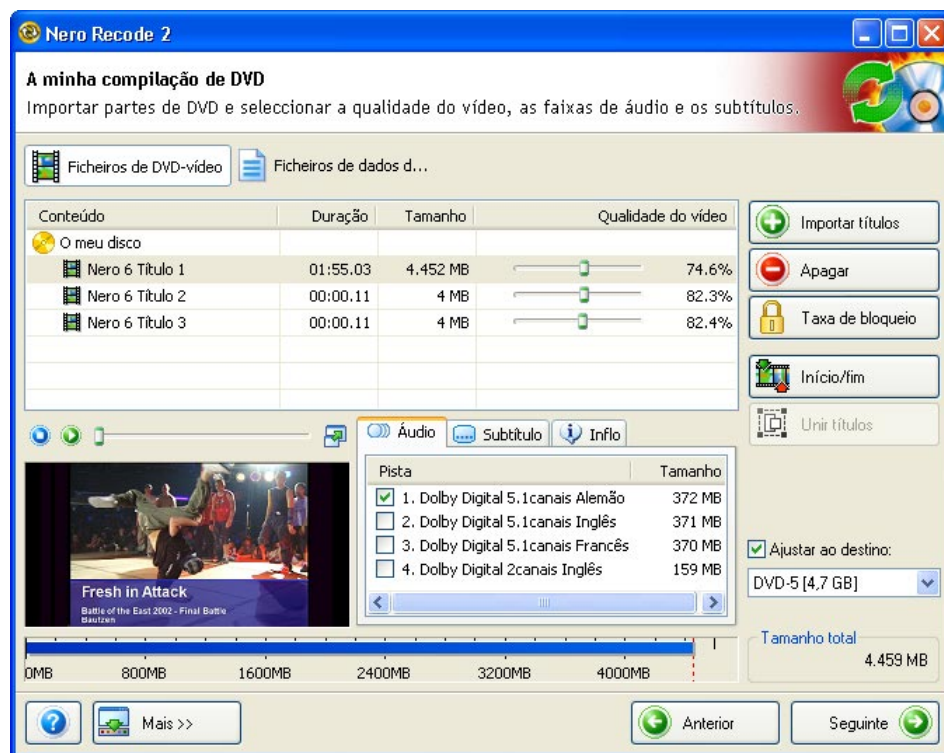 Nero Recode 2
A minha compilação de DVD
Importar partes de DVD e seleccionar a qualidade do vídeo, as faixas de áudio e os subtítulos.
Ficheiros de DVD-vídeo
Ficheiros de dados d...
Conteúdo Duração Tamanho Qualidade do vídeo
O meu disco
Nero 6 Título 1 01:55.03 4.452 MB 74.6%
Nero 6 Título 2 00:00.11 4 MB 82.3%
Nero 6 Título 3 00:00.11 4 MB 82.4%
Importar títulos
Apagar
Taxa de bloqueio
Início/fim
Unir títulos
Áudio Subtítulo Inflo
Pista Tamanho
1. Dolby Digital 5.1canais Alemão 372 MB
2. Dolby Digital 5.1canais Inglês 371 MB
3. Dolby Digital 5.1canais Francês 370 MB
4. Dolby Digital 2canais Inglês 159 MB
Fresh in Attack
Battle of the East 2002 - Final Battle
Bautzen
Ajustar ao destino:
DVD-5 [4,7 GB]
Tamanho total
4.459 MB
0MB 800MB 1600MB 2400MB 3200MB 4000MB
Mais >>
Anterior
Seguinte